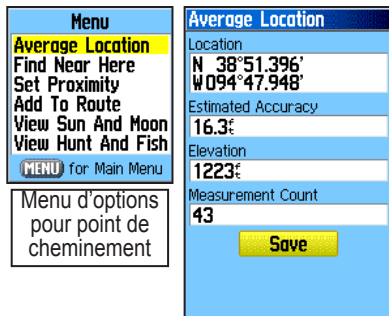 Menu
Average Location
Find Near Here
Set Proximity
Add To Route
View Sun And Moon
View Hunt And Fish
MENU for Main Menu
Menu d'options
pour point de
cheminement
Average Location
Location
N 38°51.396'
W094°47.948'
Estimated Accuracy
16.3ft
Elevation
1223ft
Measurement Count
43
Save